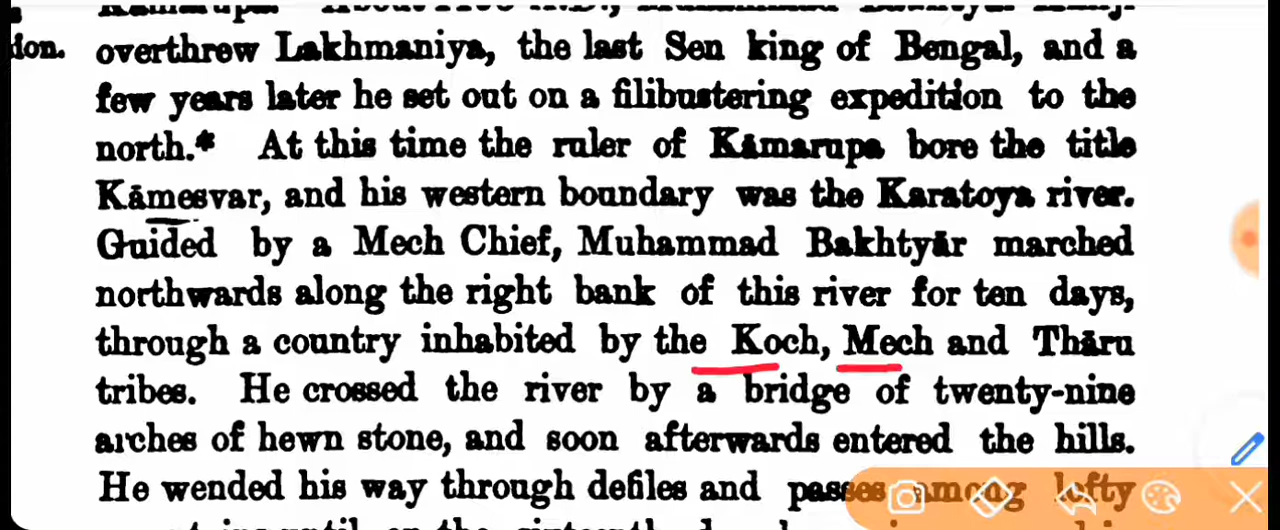 don. overthrew Lakhmaniya, the last Sen king of Bengal, and a
few years later he set out on a filibustering expedition to the
north.* At this time the ruler of Kāmarupa bore the title
Kāmesvar, and his western boundary was the Karatoya river.
Guided by a Mech Chief, Muhammad Bakhtyār marched
northwards along the right bank of this river for ten days,
through a country inhabited by the Koch, Mech and Thāru
tribes. He crossed the river by a bridge of twenty-nine
arches of hewn stone, and soon afterwards entered the hills.
He wended his way through defiles and passes among lofty